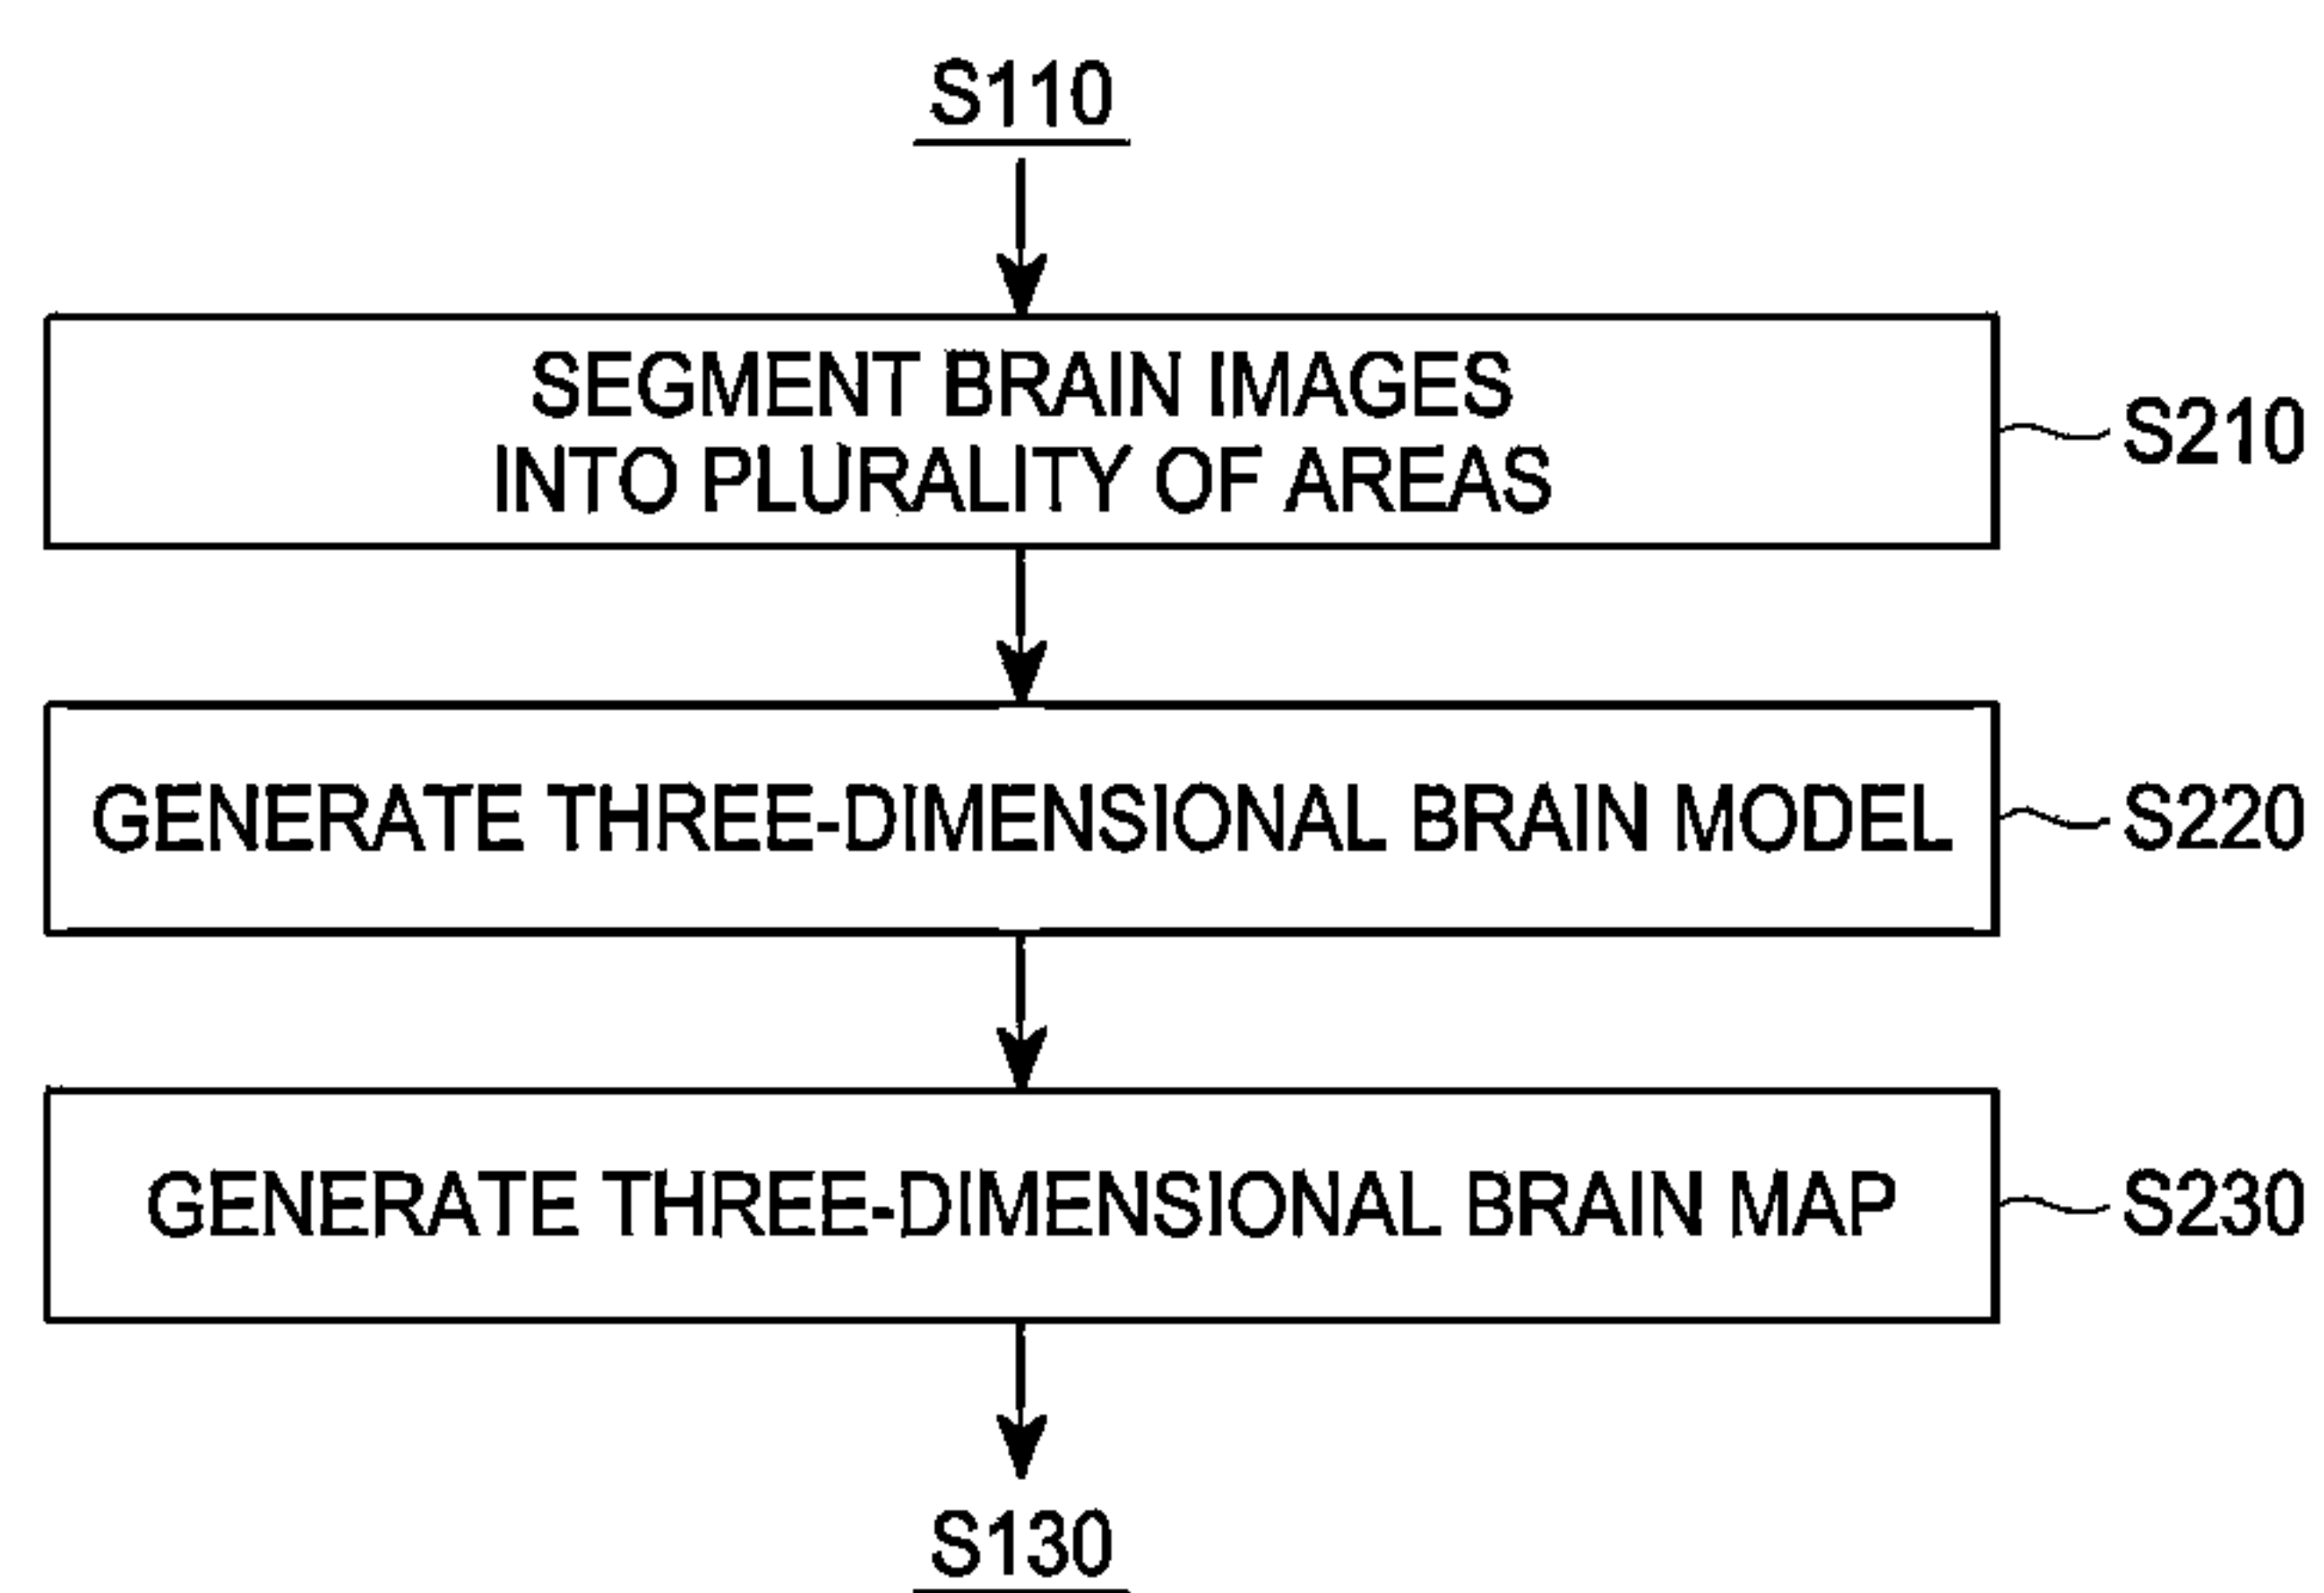 S110
SEGMENT BRAIN IMAGES
INTO PLURALITY OF AREAS
S210
GENERATE THREE-DIMENSIONAL BRAIN MODEL
S220
GENERATE THREE-DIMENSIONAL BRAIN MAP
S230
S130